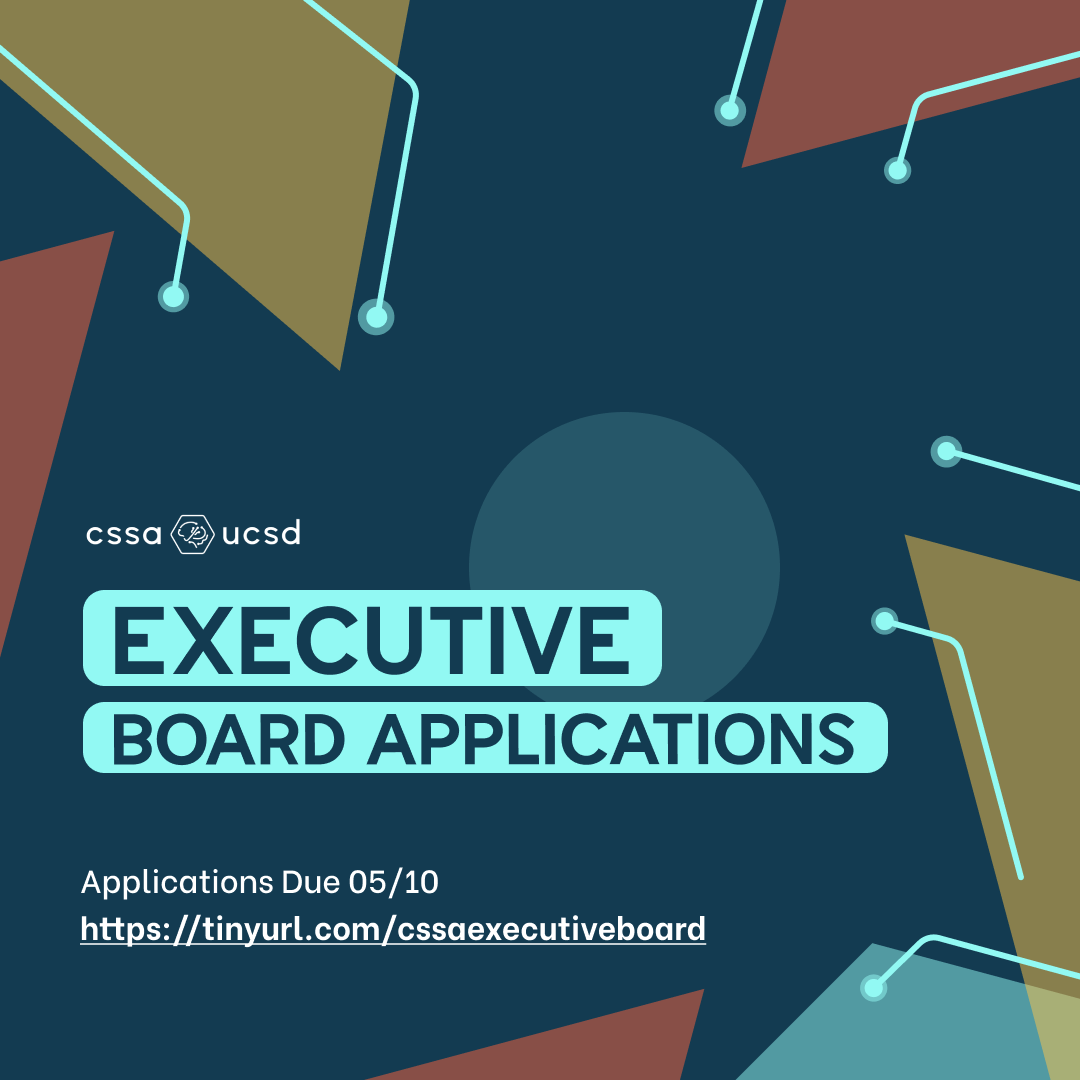 cssa ucsd
EXECUTIVE
BOARD APPLICATIONS
Applications Due 05/10
https://tinyurl.com/cssaexecutiveboard